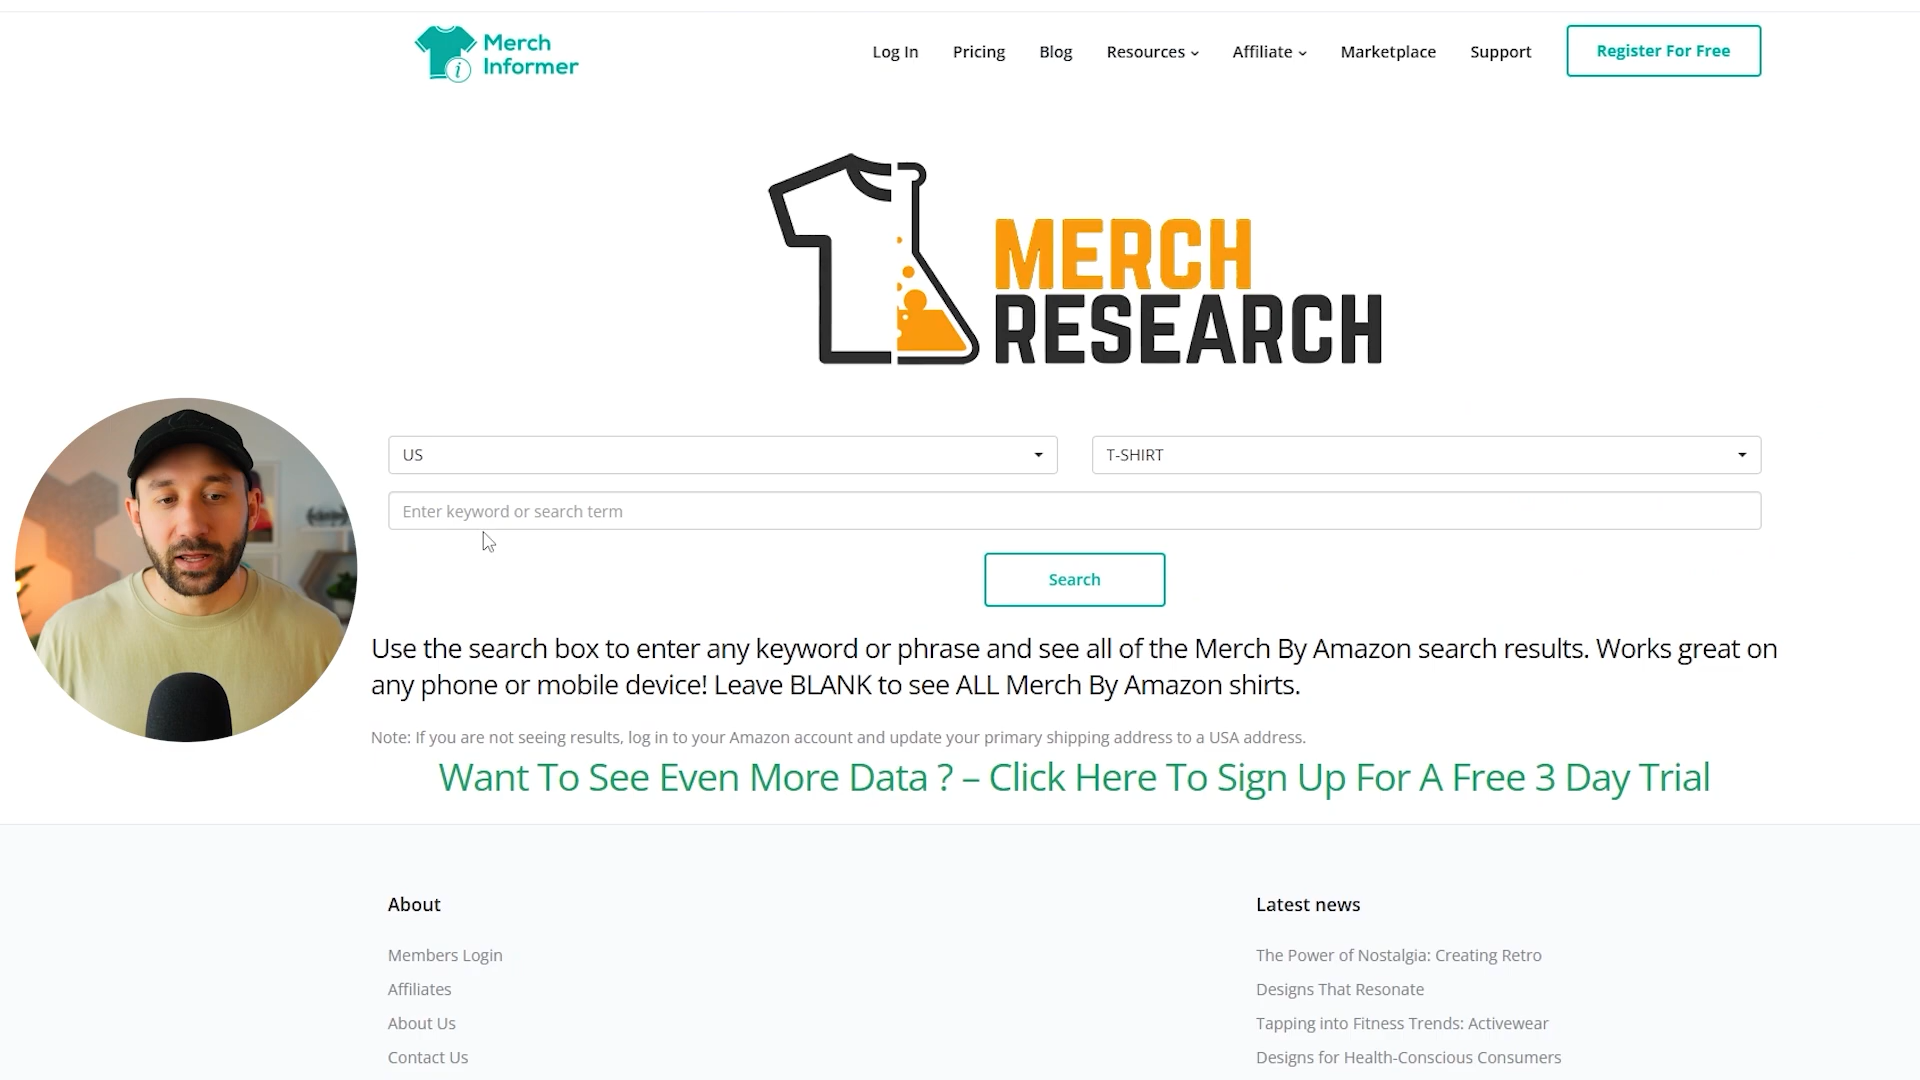 Merch
Informer
Log In
Pricing
Blog
Resources
Affiliate
Marketplace
Support
Register For Free
MERCH
RESEARCH
US
T-SHIRT
Enter keyword or search term
Search
Use the search box to enter any keyword or phrase and see all of the Merch By Amazon search results. Works great on
any phone or mobile device! Leave BLANK to see ALL Merch By Amazon shirts.
Note: If you are not seeing results, log in to your Amazon account and update your primary shipping address to a USA address.
Want To See Even More Data ? – Click Here To Sign Up For A Free 3 Day Trial
About
Members Login
Affiliates
About Us
Contact Us
Latest news
The Power of Nostalgia: Creating Retro
Designs That Resonate
Tapping into Fitness Trends: Activewear
Designs for Health-Conscious Consumers